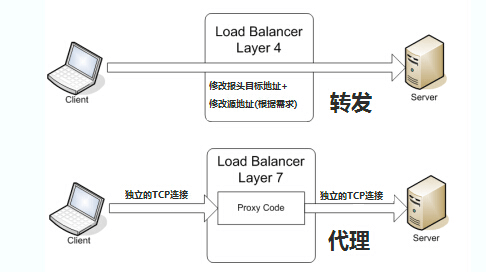 Load Balancer
Layer 4
修改报头目标地址+
修改源地址(根据需求)
Client
Server
转发
Load Balancer
Layer 7
独立的TCP连接
独立的TCP连接
Proxy Code
Client
Server
代理